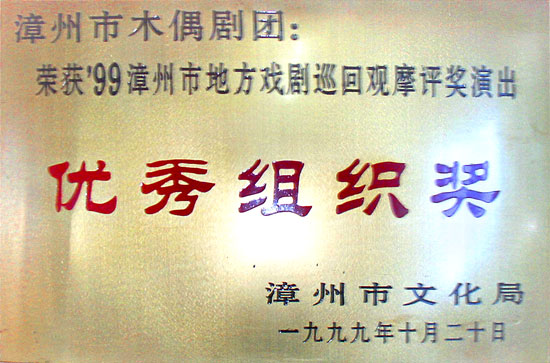 漳州市木偶剧团:
荣获'99漳州市地方戏剧巡回观摩评奖演出
优秀组织奖
漳州市文化局
一九九九年十月二十日